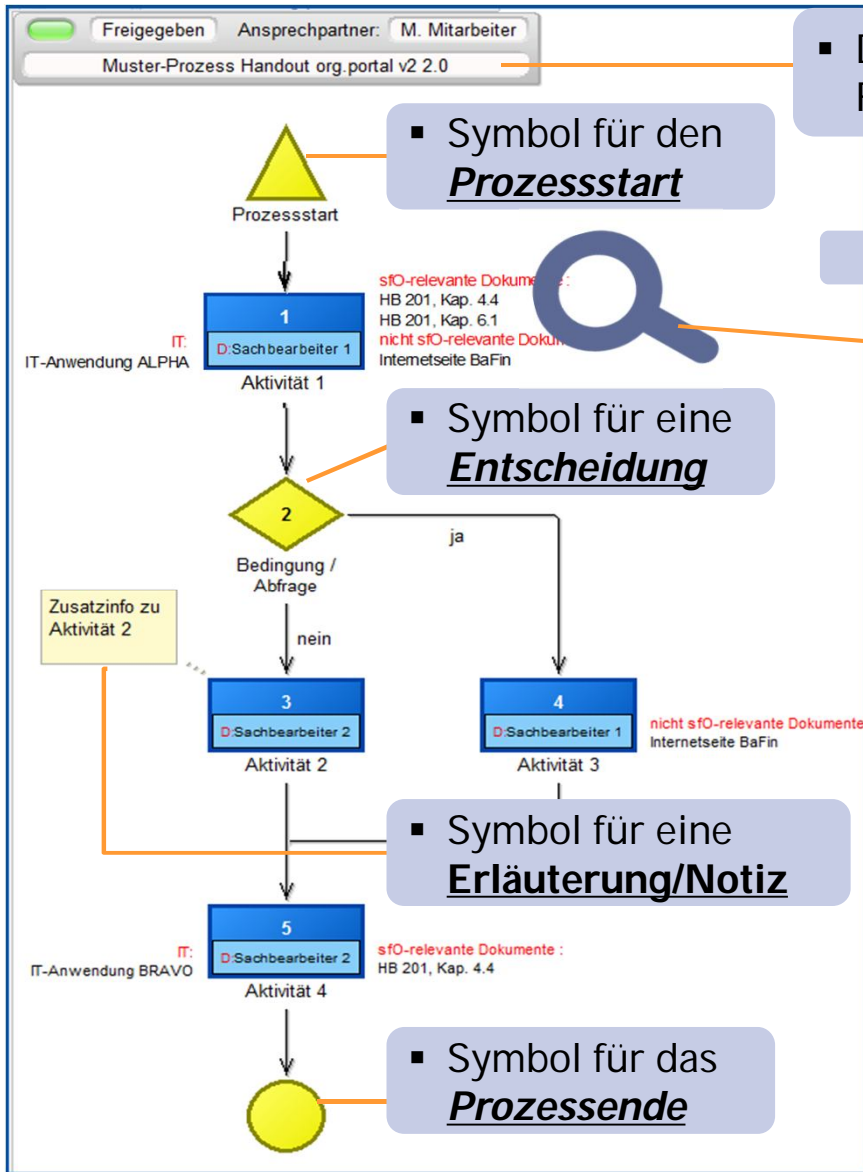 Freigegeben Ansprechpartner: M. Mitarbeiter
Muster-Prozess Handout org.portal v2 2.0
▪ Symbol für den
Prozessstart
Prozessstart
sfO-relevante
HB 201, Kap. 4.4
HB 201, Kap. 6.1
nicht sfO-relevante
Internetseite BaFin
IT:
IT-Anwendung ALPHA
1
D:Sachbearbeiter 1
Aktivität 1
▪ Symbol für eine
Entscheidung
2
Bedingung /
Abfrage
ja
nein
Zusatzinfo zu
Aktivität 2
3
D:Sachbearbeiter 2
Aktivität 2
4
D:Sachbearbeiter 1
Aktivität 3
nicht sfO-relevante Dokumente
Internetseite BaFin
▪ Symbol für eine
Erläuterung/Notiz
IT:
IT-Anwendung BRAVO
5
D:Sachbearbeiter 2
Aktivität 4
sfO-relevante Dokumente :
HB 201, Kap. 4.4
▪ Symbol für das
Prozessende